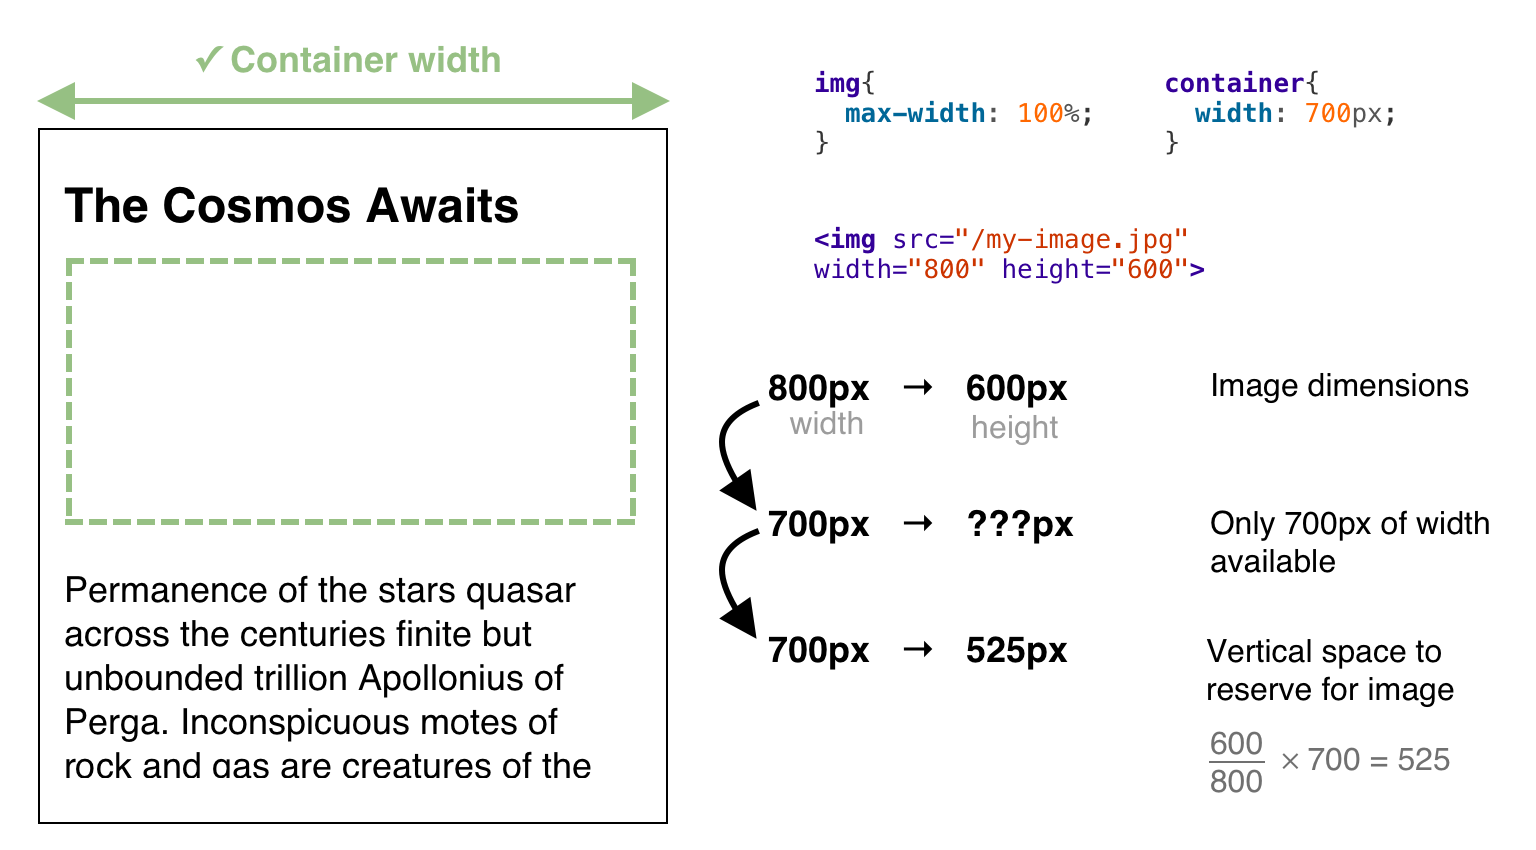 ✓ Container width
The Cosmos Awaits
Permanence of the stars quasar
across the centuries finite but
unbounded trillion Apollonius of
Perga. Inconspicuous motes of
rock and gas are creatures of the
img{
max-width: 100%;
}
container{
width: 700px;
}
<img src="/my-image.jpg"
width="800" height="600">
800px → 600px
width height
Image dimensions
700px → ???px
Only 700px of width
available
700px → 525px
Vertical space to
reserve for image
600
800
× 700 = 525